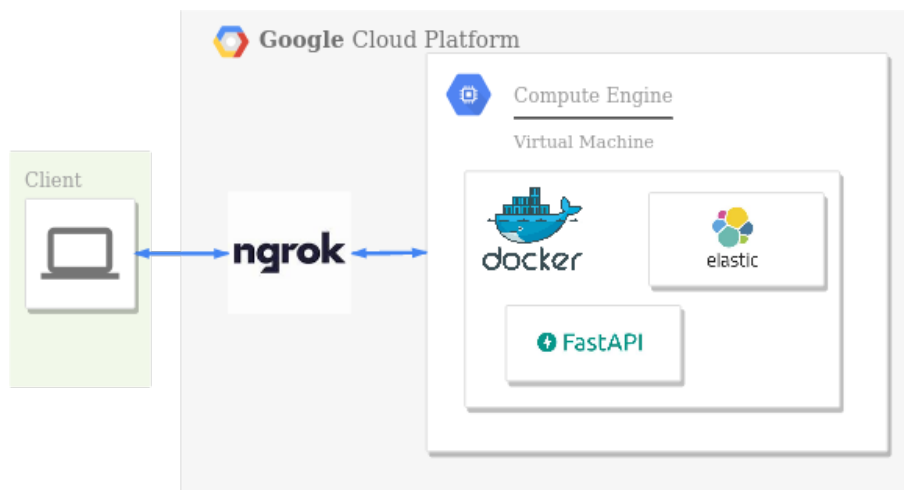 Google Cloud Platform
Compute Engine
Virtual Machine
Client
ngrok
docker
elastic
FastAPI